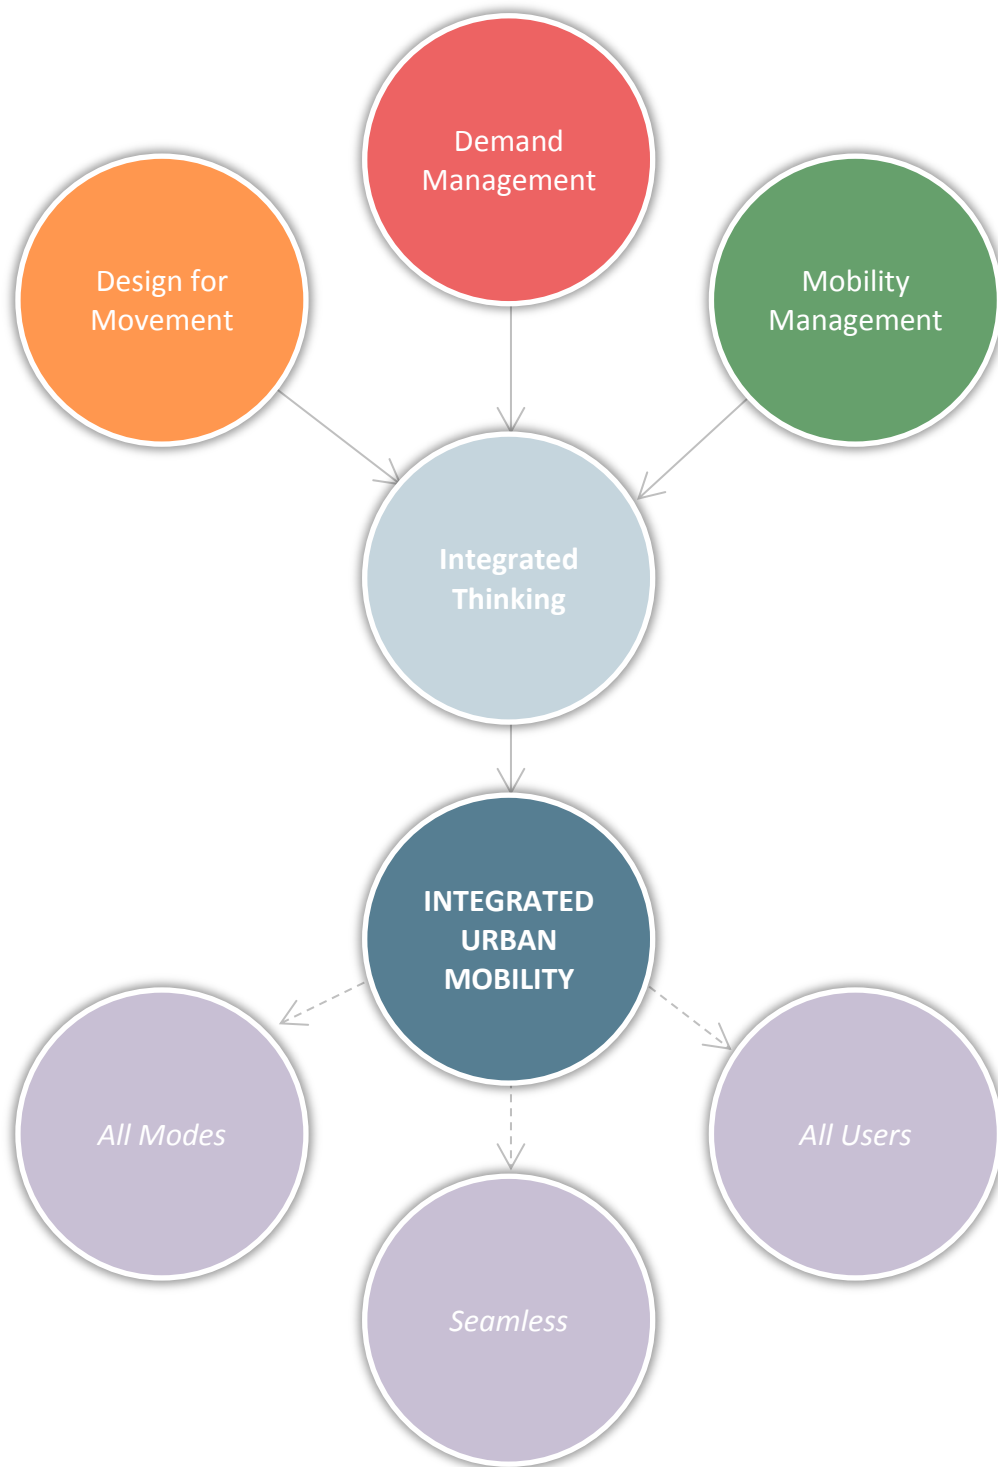 Demand
Management
Design for
Movement
Mobility
Management
Integrated
Thinking
INTEGRATED
URBAN
MOBILITY
All Modes
All Users
Seamless